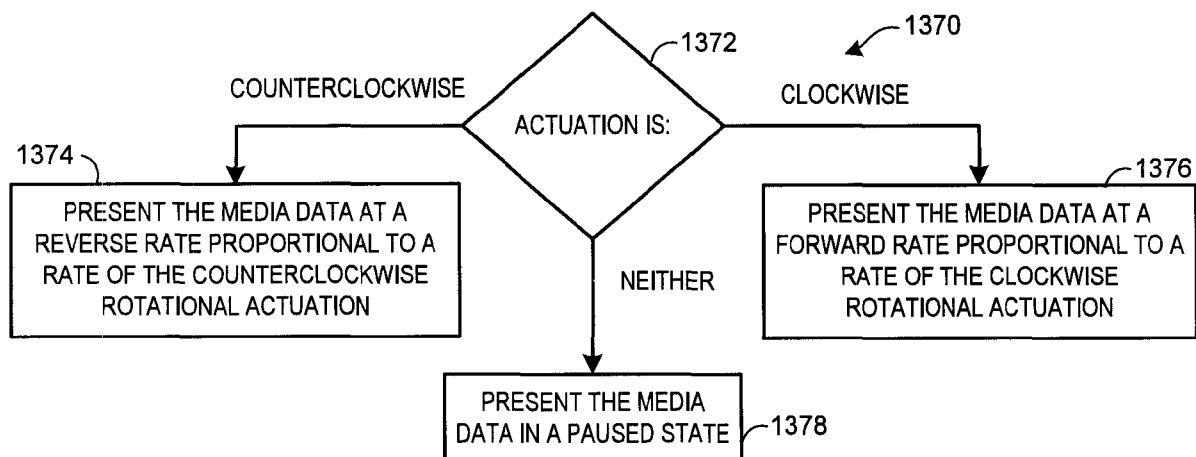 1370
1372
COUNTERCLOCKWISE
CLOCKWISE
ACTUATION IS:
1374
1376
PRESENT THE MEDIA DATA AT A
REVERSE RATE PROPORTIONAL TO A
RATE OF THE COUNTERCLOCKWISE
ROTATIONAL ACTUATION
PRESENT THE MEDIA DATA AT A
FORWARD RATE PROPORTIONAL TO A
RATE OF THE CLOCKWISE
ROTATIONAL ACTUATION
NEITHER
PRESENT THE MEDIA
DATA IN A PAUSED STATE
1378